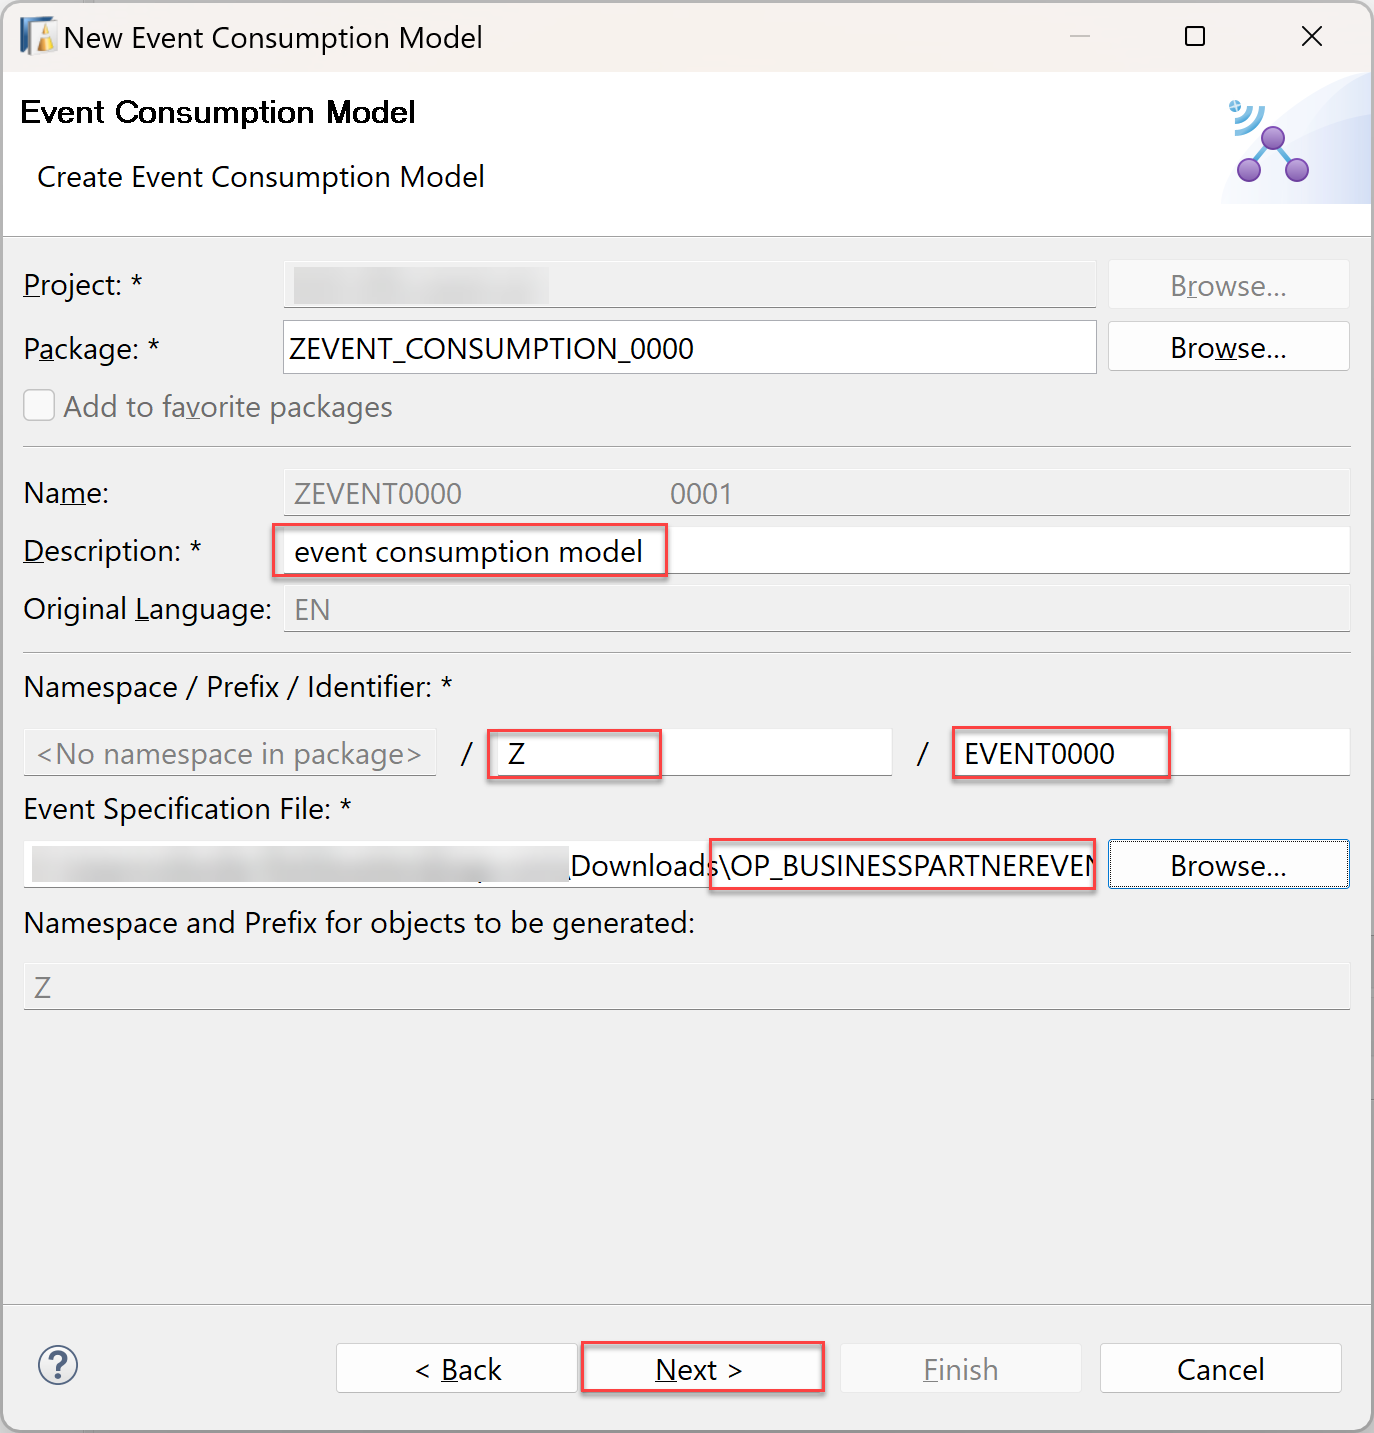 New Event Consumption Model
Event Consumption Model
Create Event Consumption Model
Project: *
Browse...
Package: * ZEVENT_CONSUMPTION_0000 Browse...
Add to favorite packages
Name: ZEVENT0000 0001
Description: * event consumption model
Original Language: EN
Namespace / Prefix / Identifier: *
<No namespace in package> / Z / EVENT0000
Event Specification File: *
\Downloads\OP_BUSINESSPARTNEREVEN Browse...
Namespace and Prefix for objects to be generated:
Z
? < Back Next > Finish Cancel